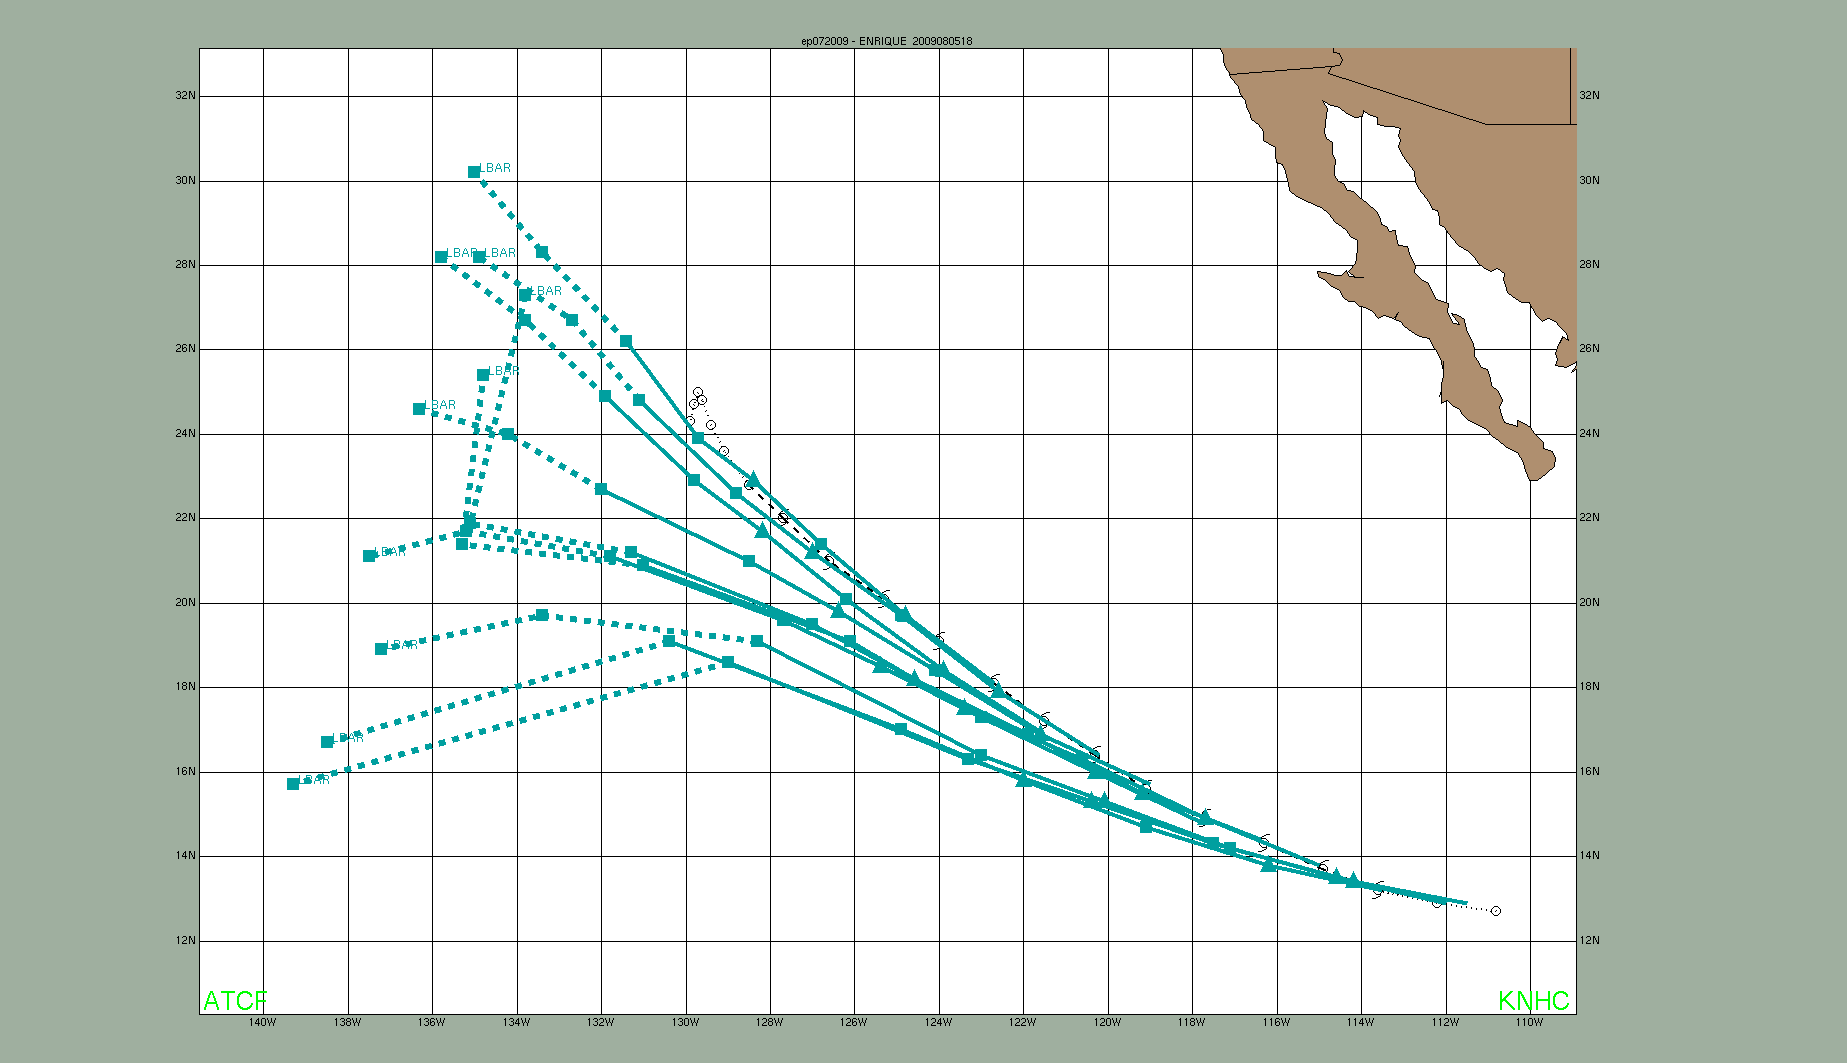 ep072009 - ENRIQUE 2009080518
32N 32N
LBAR
30N 30N
LBAR LBAR
28N 28N
LBAR
26N 26N
LBAR
LBAR
24N 24N
22N 22N
LBAR
20N 20N
LBAR
18N 18N
LBAR
16N 16N
LBAR
14N 14N
12N 12N
ATCF KNHC
140W 138W 136W 134W 132W 130W 128W 126W 124W 122W 120W 118W 116W 114W 112W 110W